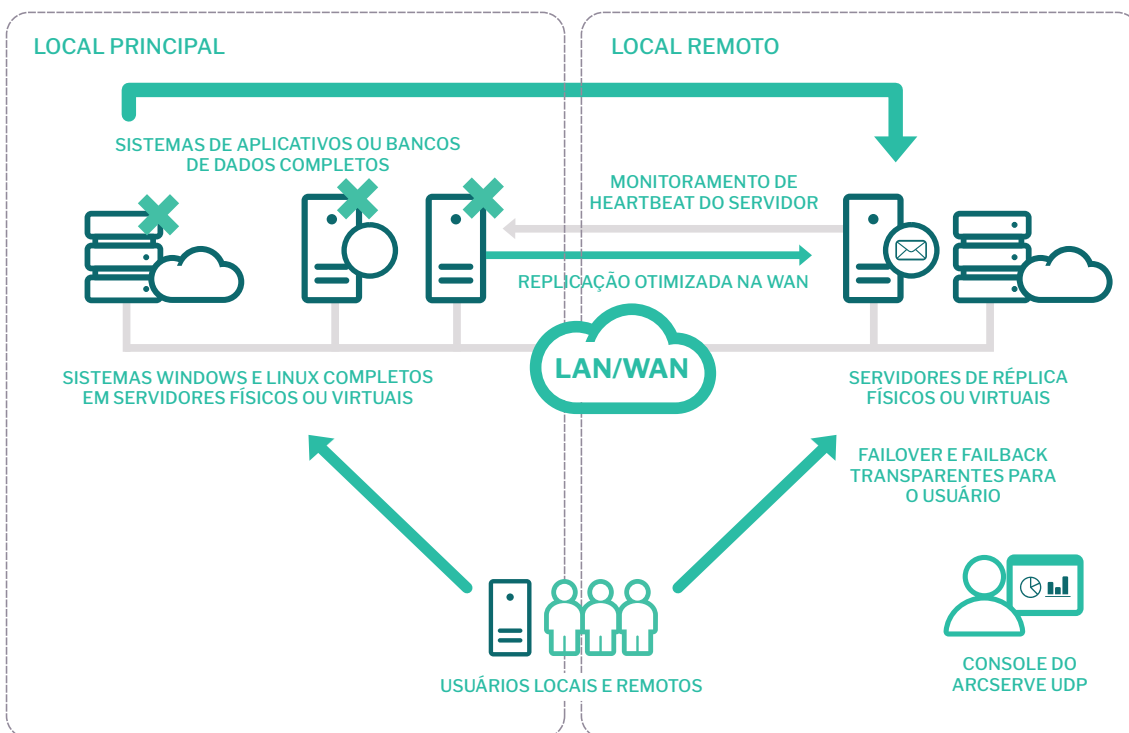 LOCAL PRINCIPAL
LOCAL REMOTO
SISTEMAS DE APLICATIVOS OU BANCOS
DE DADOS COMPLETOS
MONITORAMENTO DE
HEARTBEAT DO SERVIDOR
REPLICAÇÃO OTIMIZADA NA WAN
LAN/WAN
SISTEMAS WINDOWS E LINUX COMPLETOS
EM SERVIDORES FÍSICOS OU VIRTUAIS
SERVIDORES DE RÉPLICA
FÍSICOS OU VIRTUAIS
FAILOVER E FAILBACK
TRANSPARENTES PARA
O USUÁRIO
USUÁRIOS LOCAIS E REMOTOS
CONSOLE DO
ARCSERVE UDP